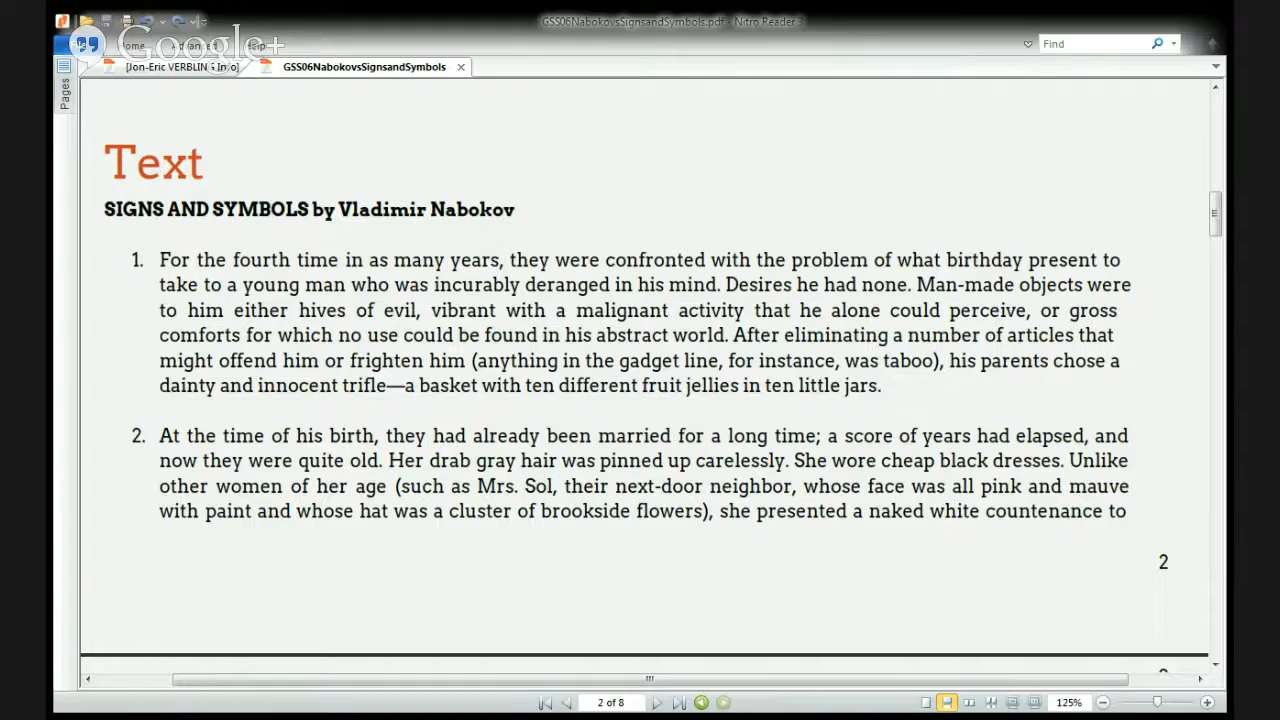 GSS06NabokovsSignsandSymbols.pdf - Nitro Reader 3
Google+
Home Advanced Help
Find
[Jon-Eric VERBLING Info] GSS06NabokovsSignsandSymbols
Pages
Text
SIGNS AND SYMBOLS by Vladimir Nabokov
1. For the fourth time in as many years, they were confronted with the problem of what birthday present to
take to a young man who was incurably deranged in his mind. Desires he had none. Man-made objects were
to him either hives of evil, vibrant with a malignant activity that he alone could perceive, or gross
comforts for which no use could be found in his abstract world. After eliminating a number of articles that
might offend him or frighten him (anything in the gadget line, for instance, was taboo), his parents chose a
dainty and innocent trifle—a basket with ten different fruit jellies in ten little jars.
2. At the time of his birth, they had already been married for a long time; a score of years had elapsed, and
now they were quite old. Her drab gray hair was pinned up carelessly. She wore cheap black dresses. Unlike
other women of her age (such as Mrs. Sol, their next-door neighbor, whose face was all pink and mauve
with paint and whose hat was a cluster of brookside flowers), she presented a naked white countenance to
2
2 of 8
125%